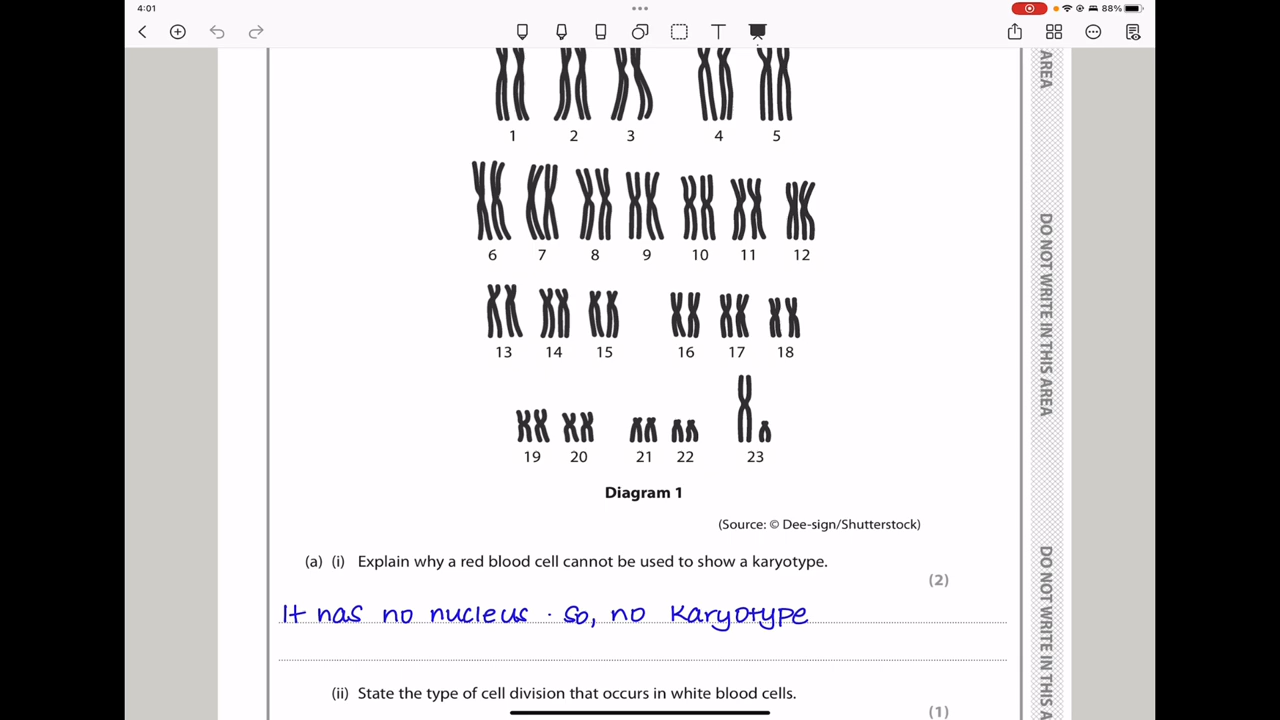 4:01
88%
T
1 2 3 4 5
6 7 8 9 10 11 12
13 14 15 16 17 18
19 20 21 22 23
Diagram 1
(Source: © Dee-sign/Shutterstock)
(a) (i) Explain why a red blood cell cannot be used to show a karyotype.
(2)
It has no nucleus. So, no Karyotype
(ii) State the type of cell division that occurs in white blood cells.
(1)
AREA
DO NOT WRITE IN THIS AREA
DO NOT WRITE IN THIS A